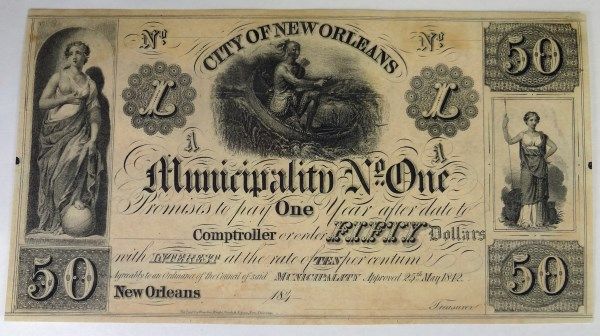 No. CITY OF NEW ORLEANS No. 50
L L
A A
Municipality No. One
Promises to pay One Year after date to
Comptroller or order FIFTY Dollars
with INTEREST at the rate of TEN per centum
Agreeably to an Ordinance of the Council of said MUNICIPALITY Approved 25th May 1842.
50 New Orleans 184 50
Treasurer